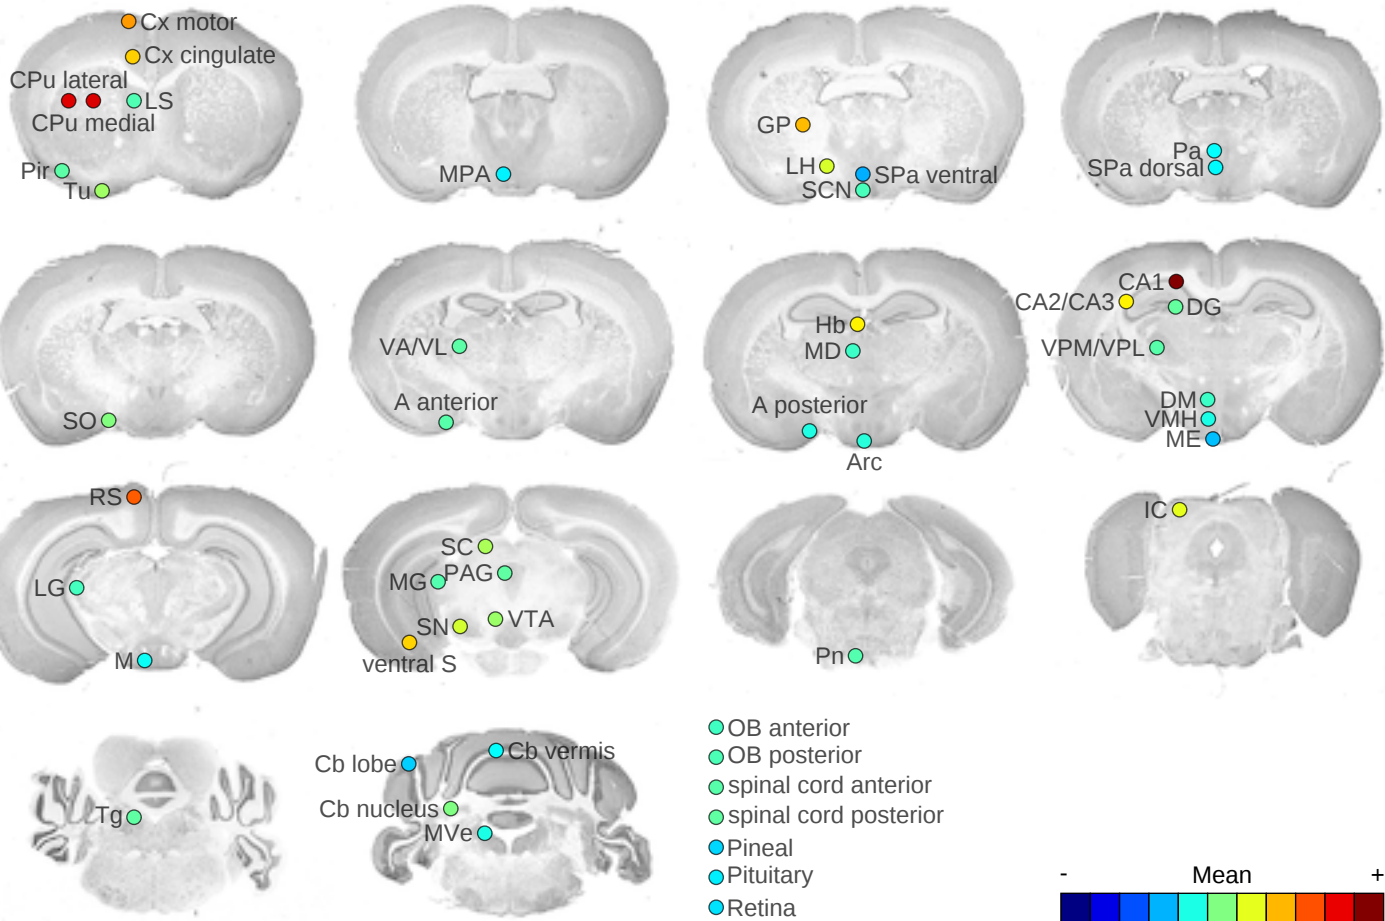 Cx motor
Cx cingulate
CPu lateral
LS
CPu medial
Pir
Tu
MPA
GP
LH
SPa ventral
SCN
Pa
SPa dorsal
SO
VA/VL
A anterior
Hb
MD
A posterior
Arc
CA1
CA2/CA3
DG
VPM/VPL
DM
VMH
ME
RS
LG
M
SC
MG
PAG
SN
VTA
ventral S
Pn
IC
Tg
Cb lobe
Cb vermis
Cb nucleus
MVe
OB anterior
OB posterior
spinal cord anterior
spinal cord posterior
Pineal
Pituitary
Retina
- Mean +